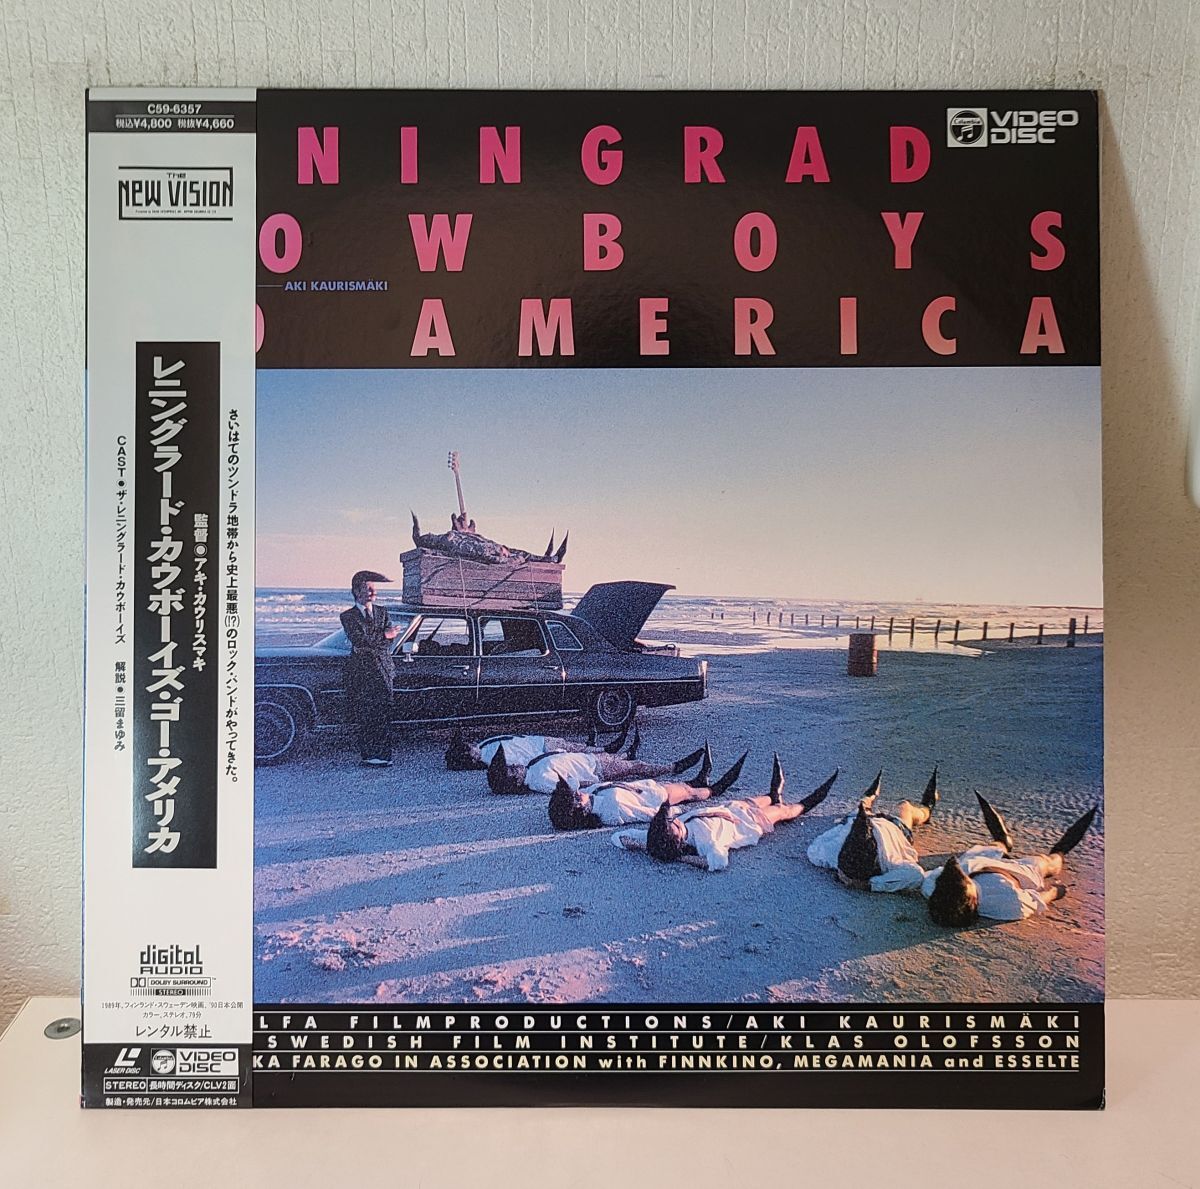 C59-6357
税込¥4,800 税抜¥4,660
THE
NEW VISION
さいはてのツンドラ地帯から史上最悪(!?)のロック・バンドがやってきた。
監督◉アキ・カウリスマキ
レニングラード・カウボーイズ・ゴー・アメリカ
CAST●ザ・レニングラード・カウボーイズ 解説●三留まゆみ
digital
AUDIO
DOLBY SURROUND
STEREO
1989年、フィンランド・スウェーデン映画、'90日本公開
カラー、ステレオ、79分
レンタル禁止
LASER DISC
Columbia
VIDEO
DISC
STEREO 長時間ディスク/CLV2面
製造・発売元/日本コロムビア株式会社
Columbia
VIDEO
DISC
NINGRAD
OWBOYS
AKI KAURISMÄKI
O AMERICA
LFA FILMPRODUCTIONS/AKI KAURISMÄKI
SWEDISH FILM INSTITUTE/KLAS OLOFSSON
KA FARAGO IN ASSOCIATION with FINNKINO, MEGAMANIA and ESSELTE